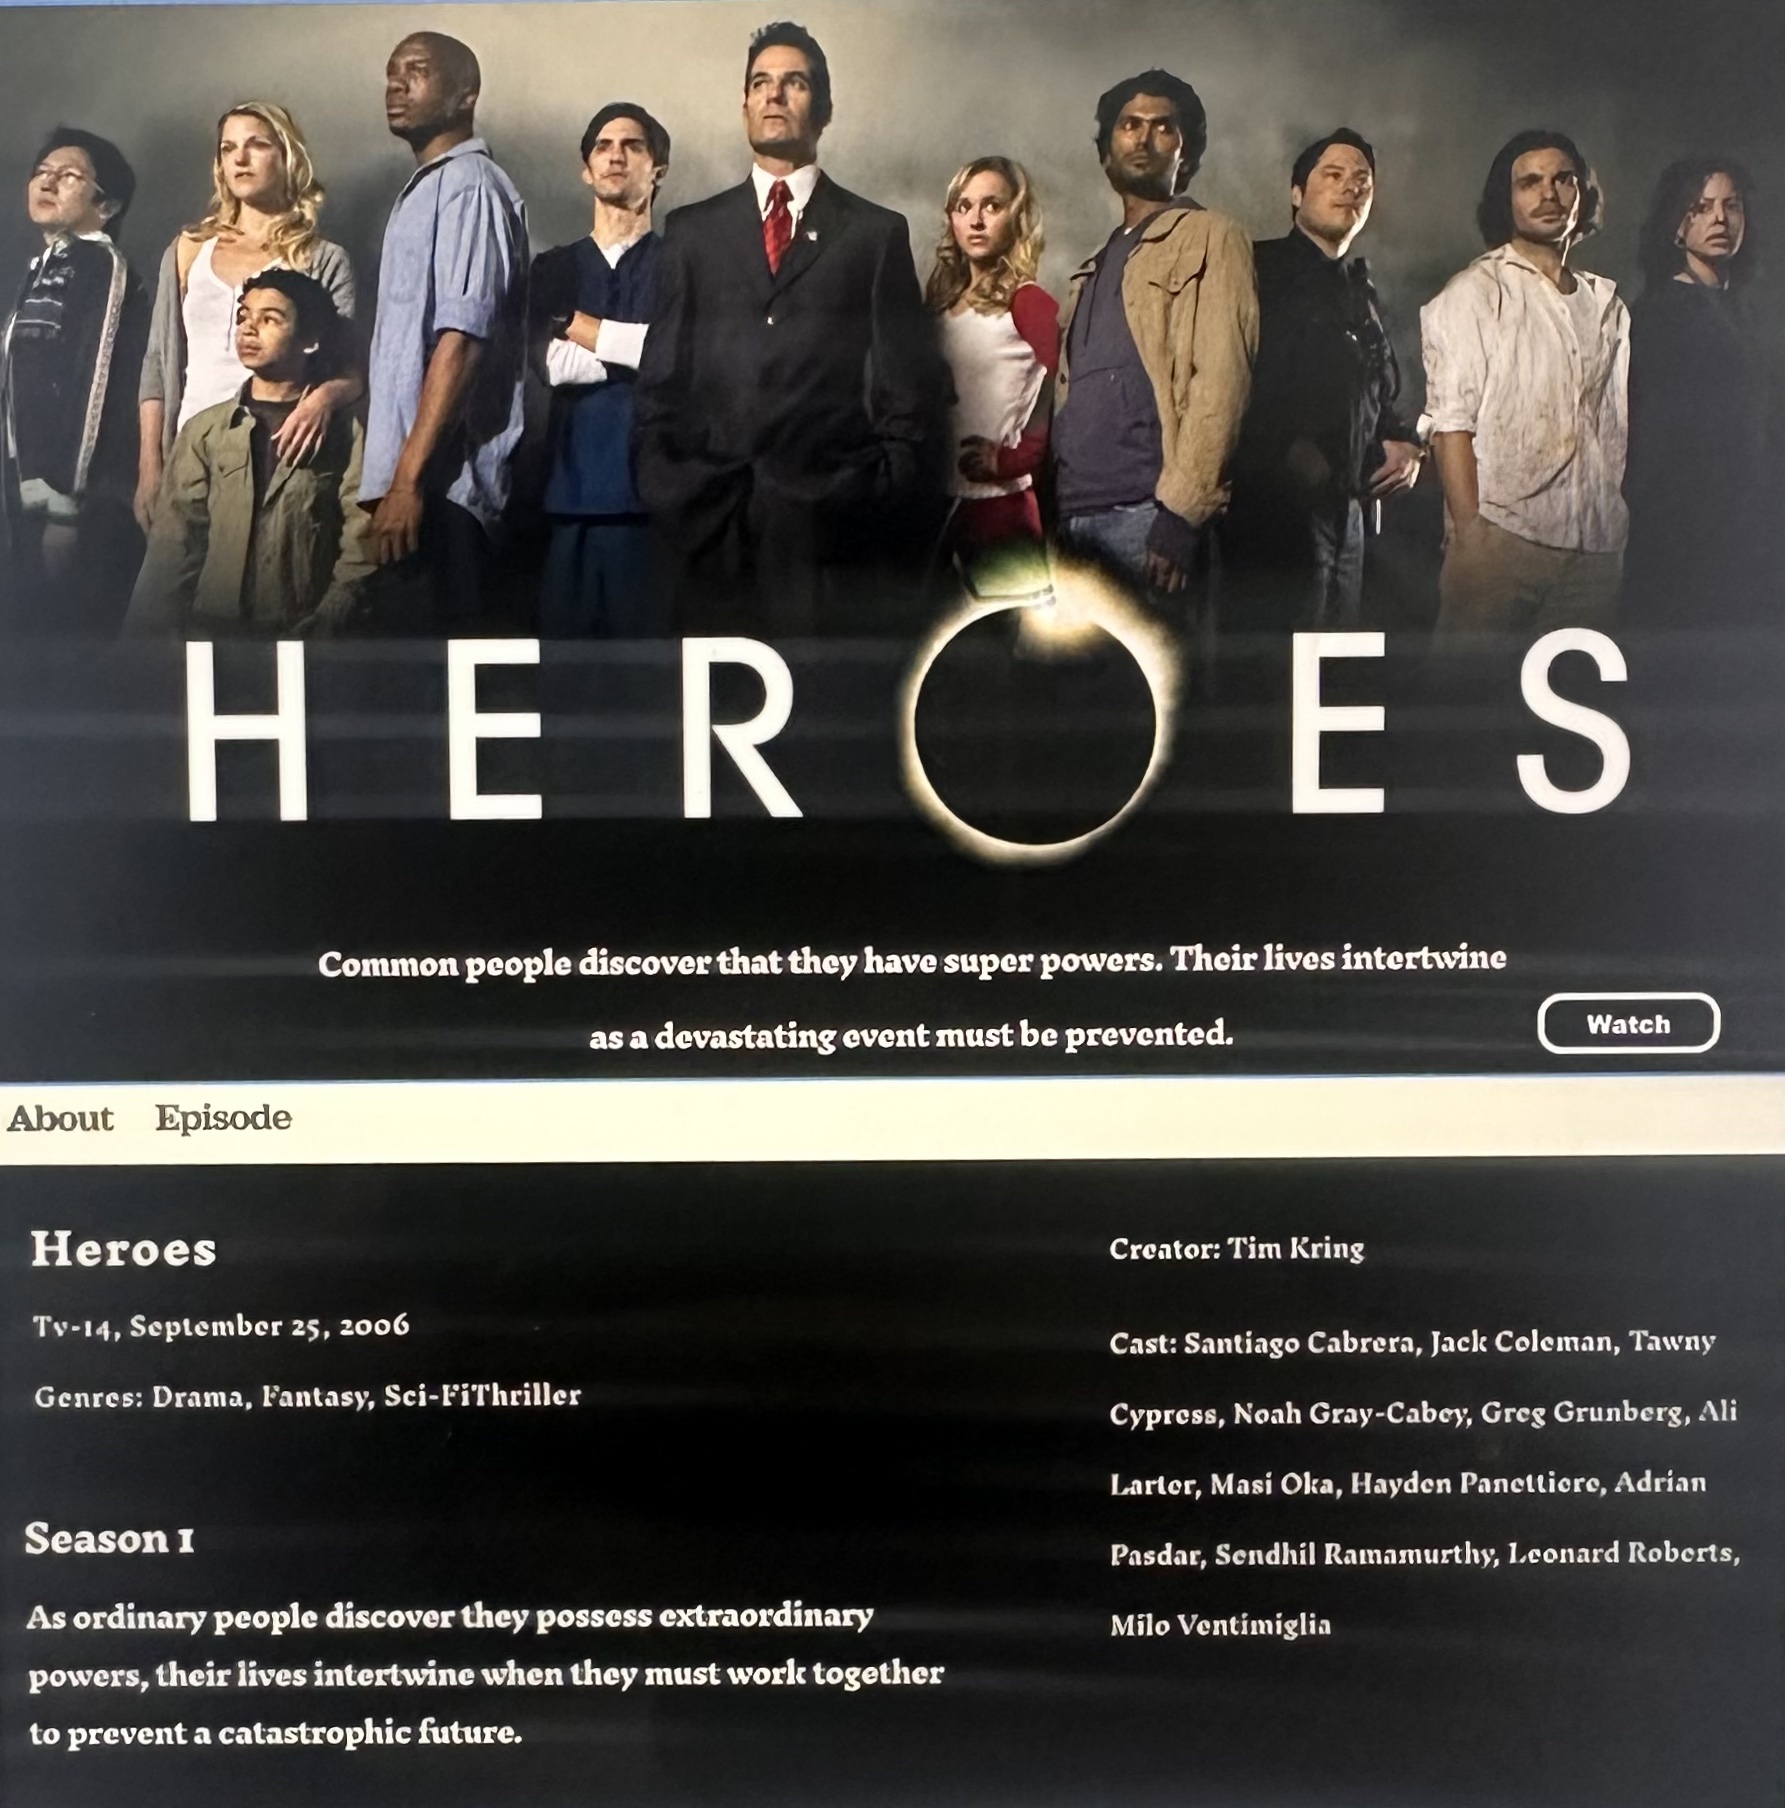 HEROES
Common people discover that they have super powers. Their lives intertwine
as a devastating event must be prevented.
Watch
About Episode
Heroes
Tv-14, September 25, 2006
Genres: Drama, Fantasy, Sci-FiThriller
Season 1
As ordinary people discover they possess extraordinary
powers, their lives intertwine when they must work together
to prevent a catastrophic future.
Creator: Tim Kring
Cast: Santiago Cabrera, Jack Coleman, Tawny
Cypress, Noah Gray-Cabey, Greg Grunberg, Ali
Larter, Masi Oka, Hayden Panettiere, Adrian
Pasdar, Sendhil Ramamurthy, Leonard Roberts,
Milo Ventimiglia